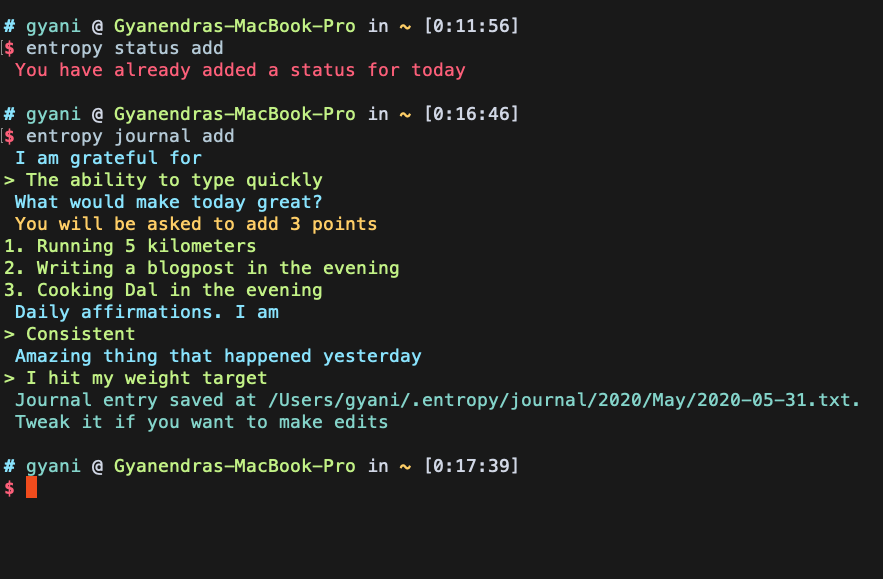 # gyani @ Gyanendras-MacBook-Pro in ~ [0:11:56]
[$ entropy status add
You have already added a status for today
# gyani @ Gyanendras-MacBook-Pro in ~ [0:16:46]
[$ entropy journal add
I am grateful for
> The ability to type quickly
What would make today great?
You will be asked to add 3 points
1. Running 5 kilometers
2. Writing a blogpost in the evening
3. Cooking Dal in the evening
Daily affirmations. I am
> Consistent
Amazing thing that happened yesterday
> I hit my weight target
Journal entry saved at /Users/gyani/.entropy/journal/2020/May/2020-05-31.txt.
Tweak it if you want to make edits
# gyani @ Gyanendras-MacBook-Pro in ~ [0:17:39]
$